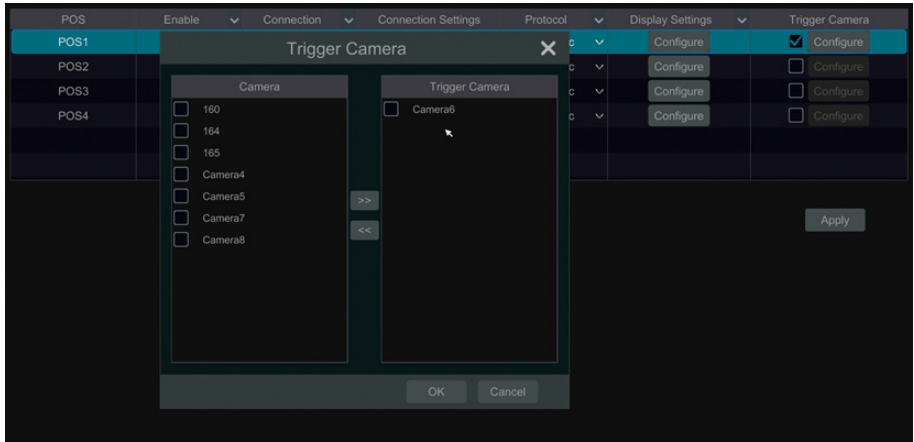 POS Enable Connection Connection Settings Protocol Display Settings Trigger Camera
POS1 c Configure Configure
POS2 c Configure Configure
POS3 c Configure Configure
POS4 c Configure Configure
Trigger Camera
Camera
160
164
165
Camera4
Camera5
Camera7
Camera8
>>
<<
Trigger Camera
Camera6
OK Cancel
Apply